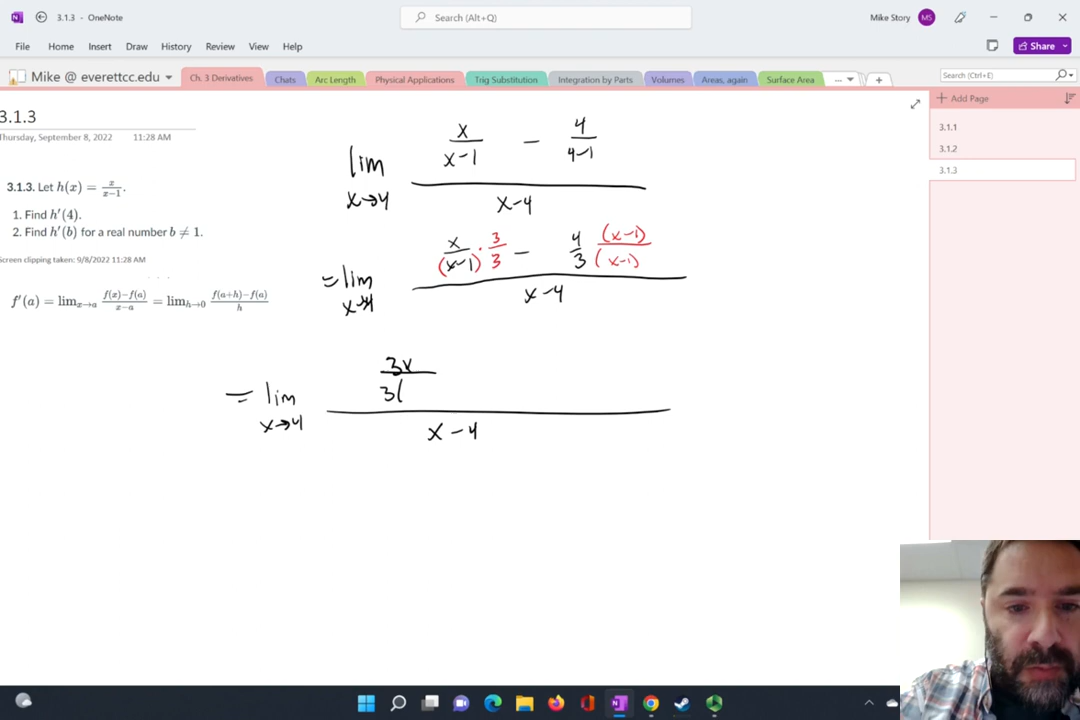 3.1.3 - OneNote
Search (Alt+Q)
Mike Story MS
File Home Insert Draw History Review View Help
Share
Mike @ everettcc.edu
Ch. 3 Derivatives Chats Arc Length Physical Applications Trig Substitution Integration by Parts Volumes Areas, again Surface Area ... +
Search (Ctrl+E)
Add Page
3.1.1
3.1.2
3.1.3
3.1.3
Thursday, September 8, 2022 11:28 AM
3.1.3. Let h(x) = x/(x−1).
1. Find h′(4).
2. Find h′(b) for a real number b ≠ 1.
Screen clipping taken: 9/8/2022 11:28 AM
f′(a) = lim x→a (f(x)−f(a))/(x−a) = lim h→0 (f(a+h)−f(a))/h
lim x→4 (x/(x−1) − 4/(4−1))/(x−4)
= lim x→4 (x/(x−1) · 3/3 − 4/3 (x−1)/(x−1))/(x−4)
= lim x→4 (3x/3( )/(x−4)